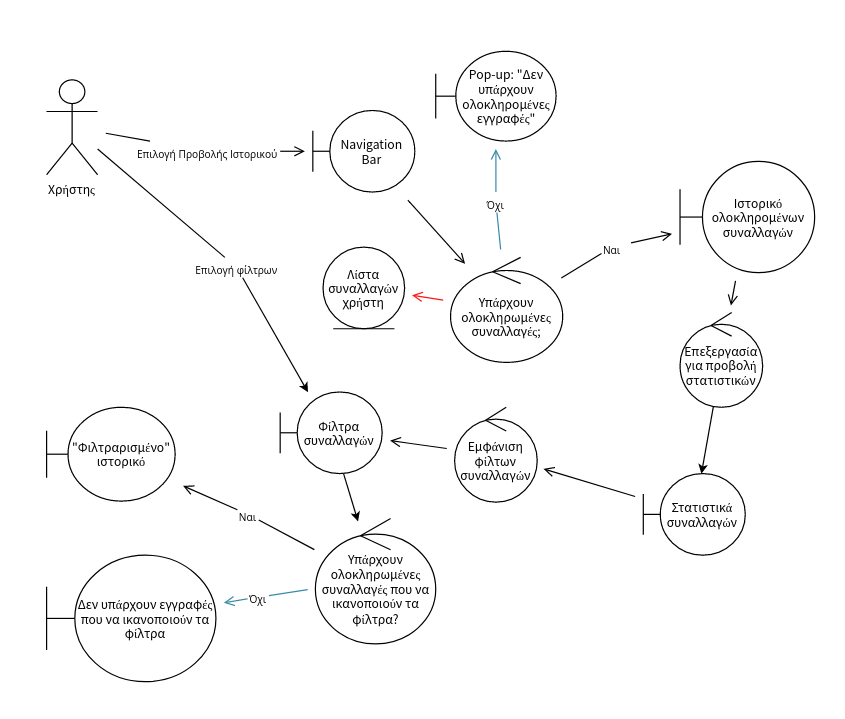 Pop-up: "Δεν
υπάρχουν
ολοκληρομένες
εγγραφές"
Navigation
Bar
Επιλογή Προβολής Ιστορικού
Χρήστης
Όχι
Ιστορικό
ολοκληρομένων
συναλλαγών
Ναι
Επιλογή φίλτρων
Λίστα
συναλλαγών
χρήστη
Υπάρχουν
ολοκληρωμένες
συναλλαγές;
Επεξεργασία
για προβολή
στατιστικών
Φίλτρα
συναλλαγών
Εμφάνιση
φίλτων
συναλλαγών
"Φιλτραρισμένο"
ιστορικό
Στατιστικά
συναλλαγών
Ναι
Υπάρχουν
ολοκληρωμένες
συναλλαγές που να
ικανοποιούν τα
φίλτρα?
Όχι
Δεν υπάρχουν εγγραφές
που να ικανοποιούν τα
φίλτρα